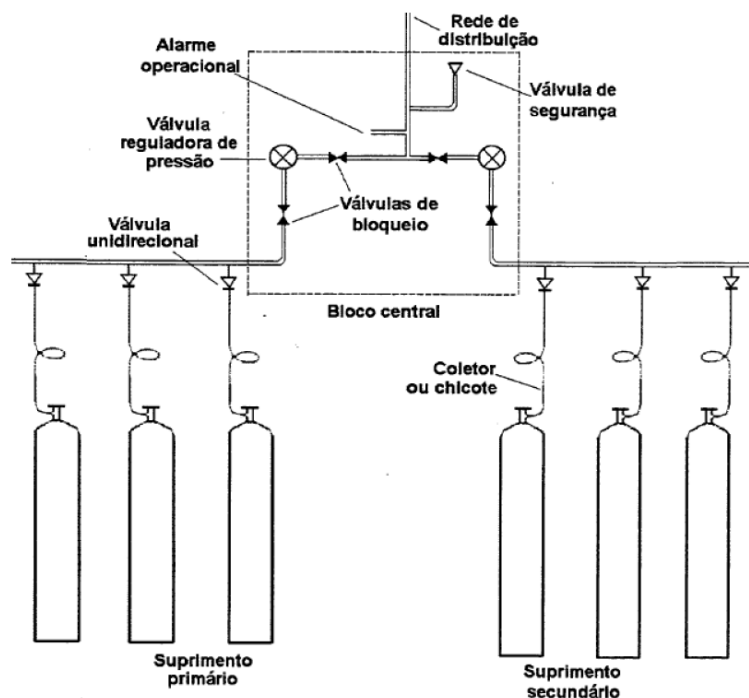 Rede de
distribuição
Alarme
operacional
Válvula de
segurança
Válvula
reguladora de
pressão
Válvulas de
bloqueio
Válvula
unidirecional
Bloco central
Coletor
ou chicote
Suprimento
primário
Suprimento
secundário